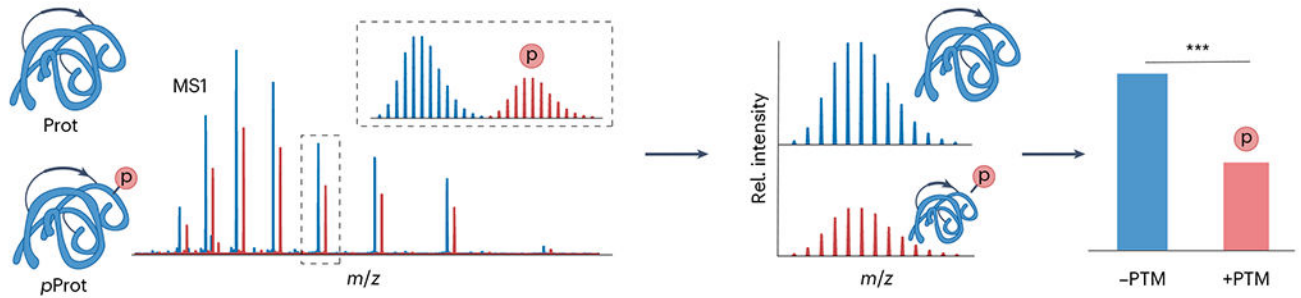 Prot
p
pProt
MS1
p
m/z
Rel. intensity
p
m/z
***
p
–PTM
+PTM